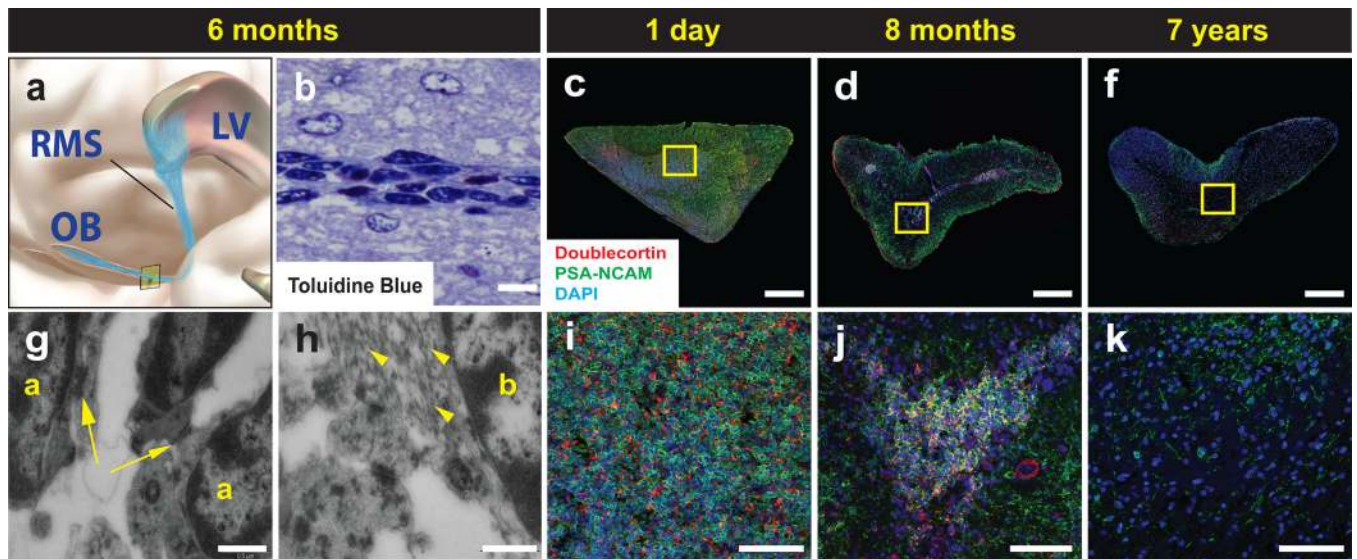 6 months
1 day
8 months
7 years
a
RMS
LV
OB
b
Toluidine Blue
c
Doublecortin
PSA-NCAM
DAPI
d
f
g
a
a
h
b
i
j
k